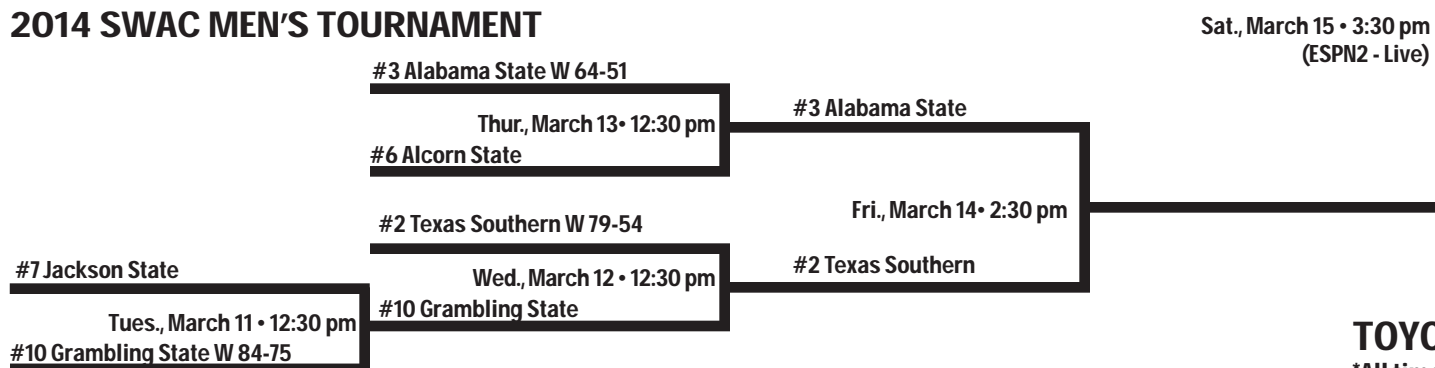 2014 SWAC MEN'S TOURNAMENT
Sat., March 15 • 3:30 pm
(ESPN2 - Live)
#3 Alabama State W 64-51
Thur., March 13• 12:30 pm
#6 Alcorn State
#3 Alabama State
Fri., March 14• 2:30 pm
#2 Texas Southern W 79-54
Wed., March 12 • 12:30 pm
#10 Grambling State
#2 Texas Southern
#7 Jackson State
Tues., March 11 • 12:30 pm
#10 Grambling State W 84-75
TOYO